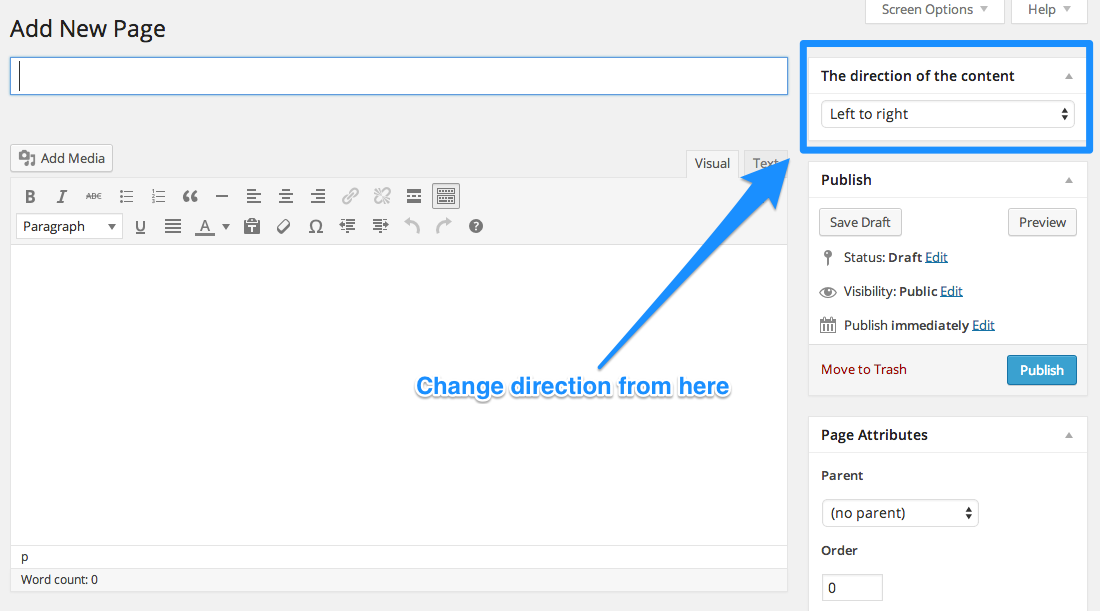 Screen Options
Help
Add New Page
The direction of the content
Left to right
Add Media
Visual
Text
B I ABC
Paragraph
U A T Ω ?
Publish
Save Draft
Preview
Status: Draft Edit
Visibility: Public Edit
Publish immediately Edit
Change direction from here
Move to Trash
Publish
Page Attributes
Parent
(no parent)
Order
0
p
Word count: 0